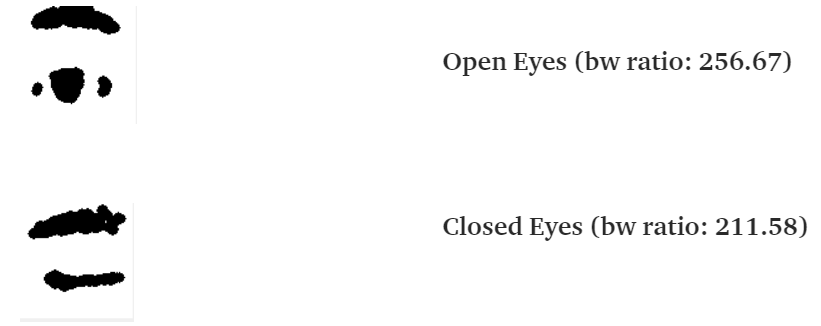 Open Eyes (bw ratio: 256.67)
Closed Eyes (bw ratio: 211.58)